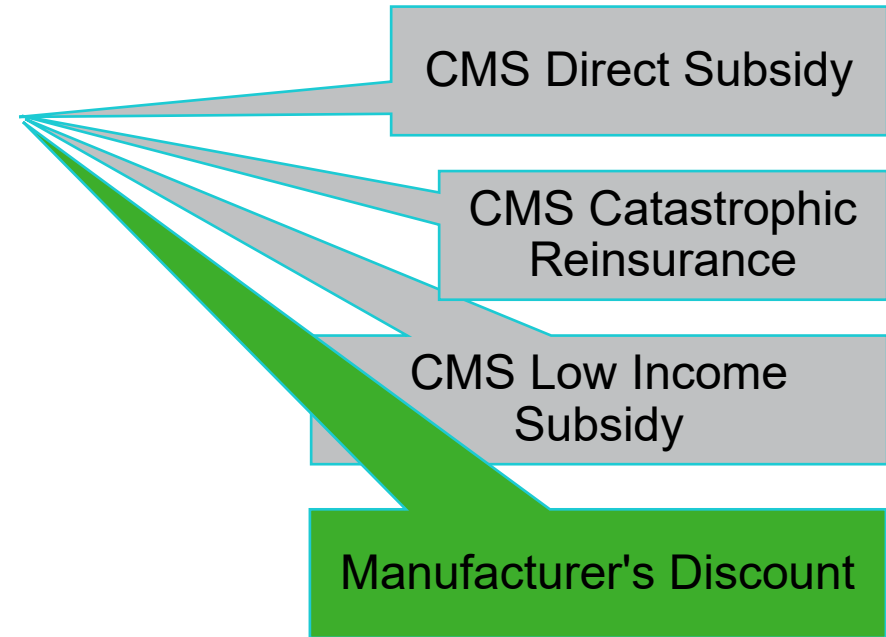 CMS Direct Subsidy
CMS Catastrophic
Reinsurance
CMS Low Income
Subsidy
Manufacturer's Discount